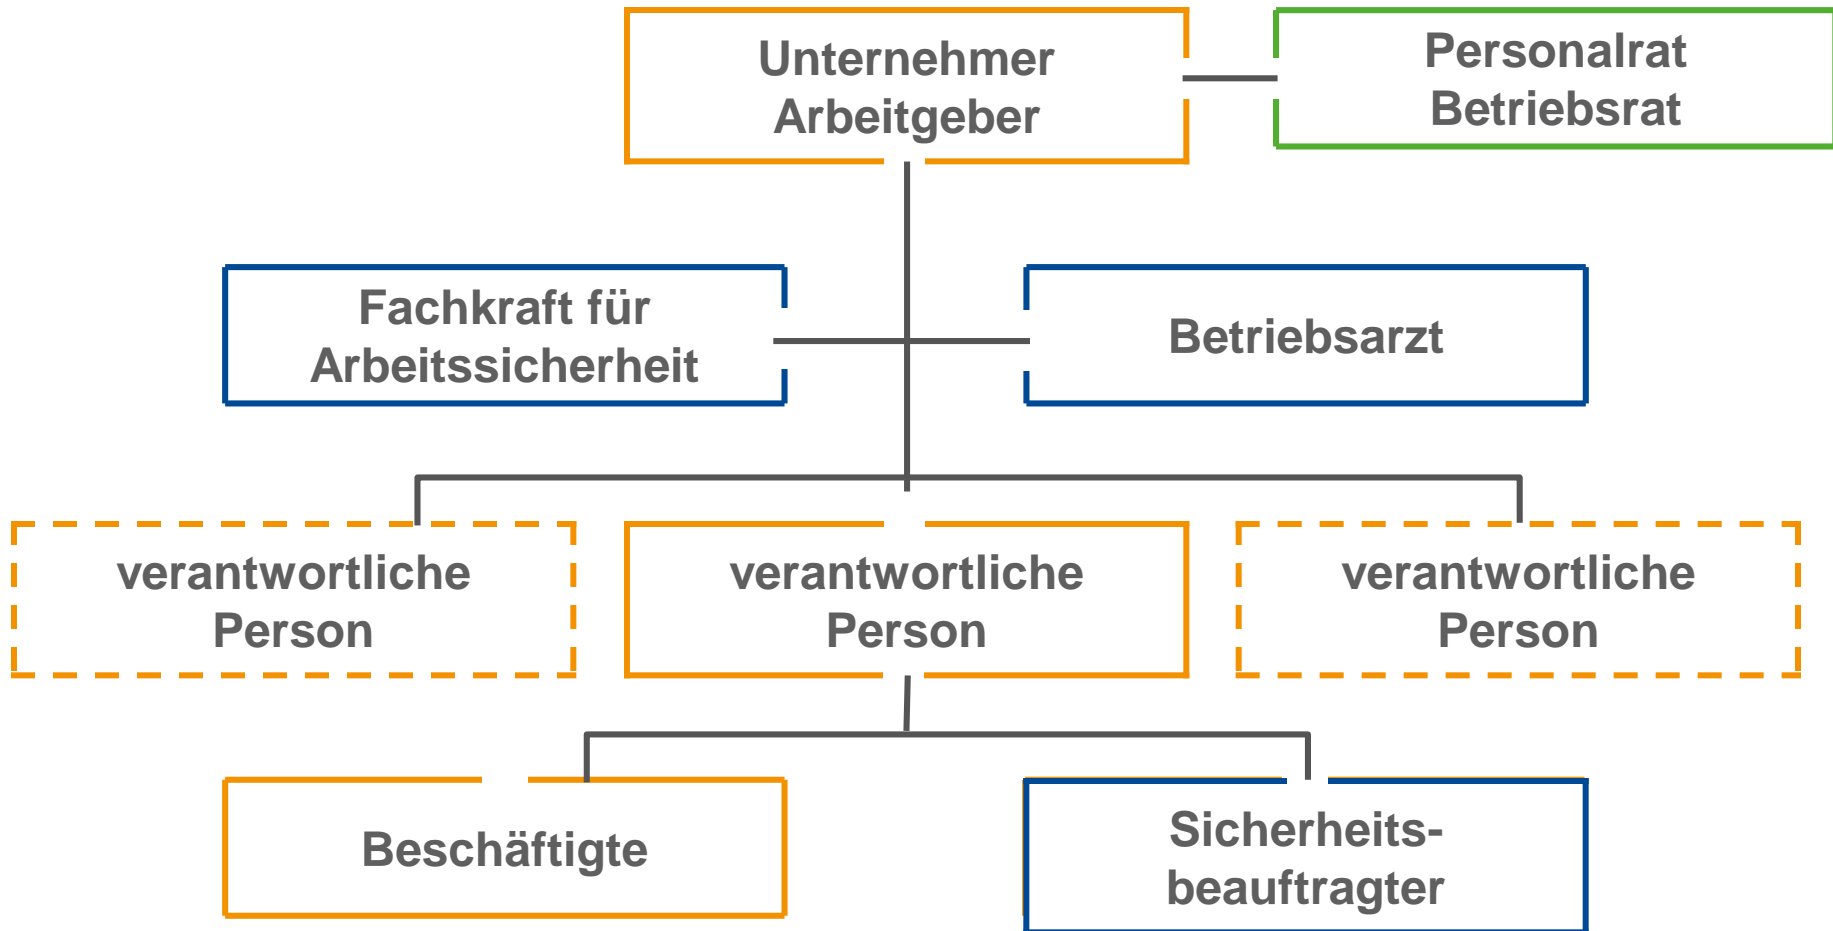 Unternehmer
Arbeitgeber
Personalrat
Betriebsrat
Fachkraft für
Arbeitssicherheit
Betriebsarzt
verantwortliche
Person
verantwortliche
Person
verantwortliche
Person
Beschäftigte
Sicherheits-
beauftragter